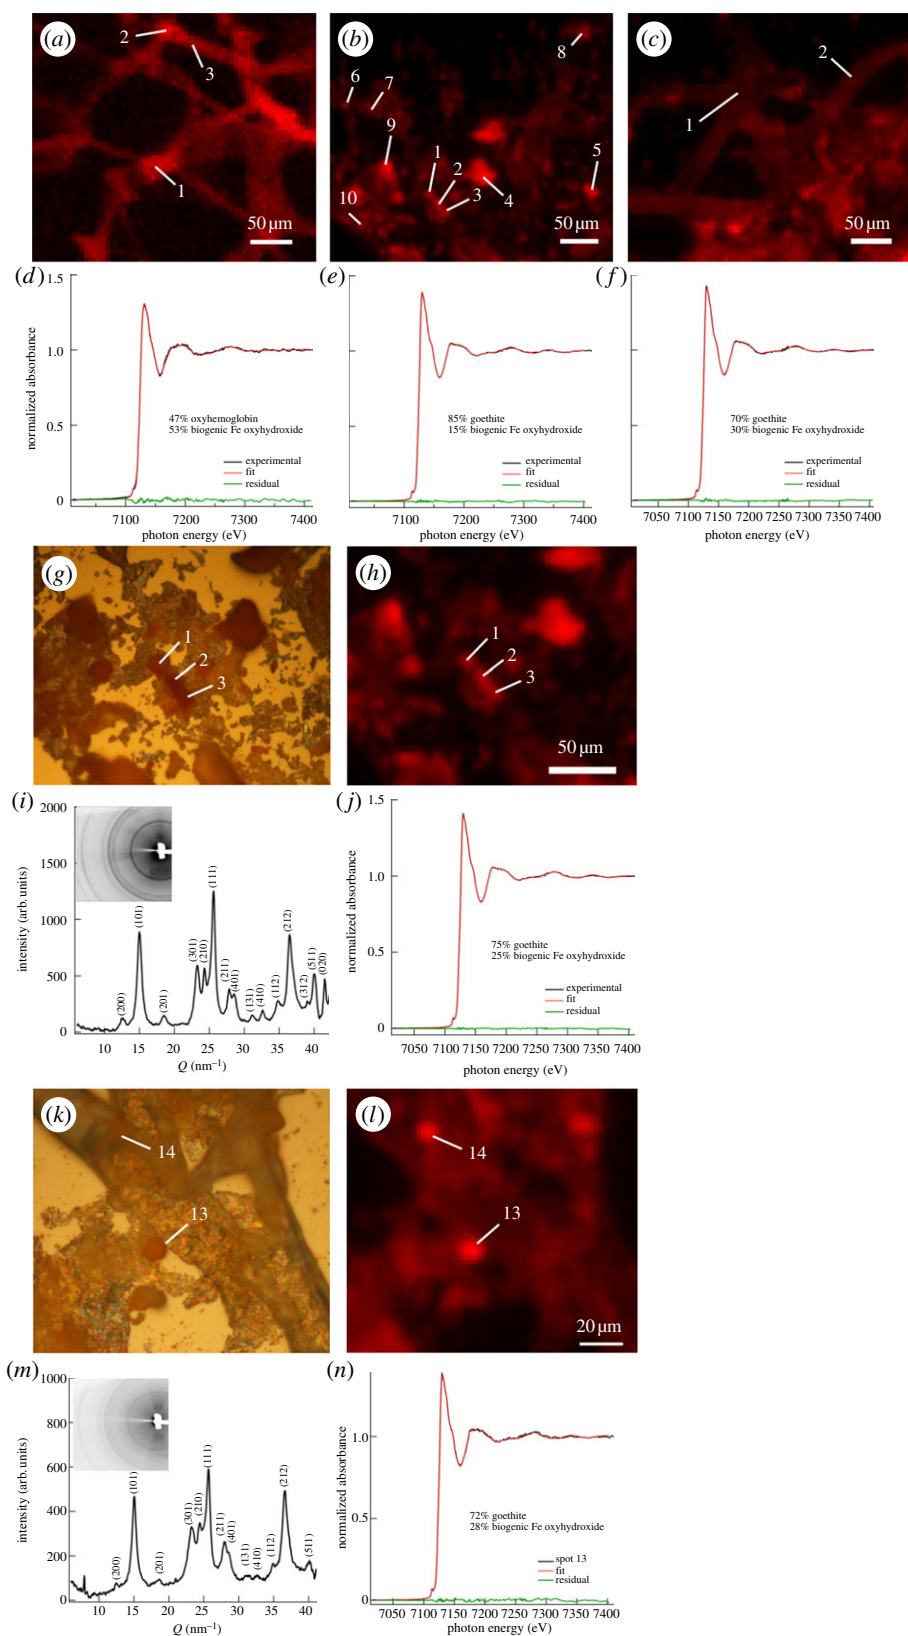 (a)
2
3
1
50 µm
(b)
8
6
7
9
1
2
3
4
5
10
50 µm
(c)
2
1
50 µm
(d)
1.5
1.0
0.5
0
normalized absorbance
47% oxyhemoglobin
53% biogenic Fe oxyhydroxide
experimental
fit
residual
7100 7200 7300 7400
photon energy (eV)
(e)
85% goethite
15% biogenic Fe oxyhydroxide
experimental
fit
residual
7100 7200 7300 7400
photon energy (eV)
(f)
70% goethite
30% biogenic Fe oxyhydroxide
experimental
fit
residual
7050 7100 7150 7200 7250 7300 7350 7400
photon energy (eV)
(g)
1
2
3
(h)
1
2
3
50 µm
(i)
2000
1500
1000
500
0
intensity (arb. units)
(200)
(101)
(201)
(301)
(210)
(111)
(211)
(401)
(131)
(410)
(112)
(212)
(312)
(511)
(020)
10 15 20 25 30 35 40
Q (nm⁻¹)
(j)
1.5
1.0
0.5
0
normalized absorbance
75% goethite
25% biogenic Fe oxyhydroxide
experimental
fit
residual
7050 7100 7150 7200 7250 7300 7350 7400
photon energy (eV)
(k)
14
13
(l)
14
13
20 µm
(m)
1000
800
600
400
200
0
intensity (arb. units)
(200)
(101)
(201)
(301)
(210)
(111)
(211)
(401)
(131)
(410)
(112)
(212)
(511)
10 15 20 25 30 35 40
Q (nm⁻¹)
(n)
1.0
0.5
0
normalized absorbance
72% goethite
28% biogenic Fe oxyhydroxide
spot 13
fit
residual
7050 7100 7150 7200 7250 7300 7350 7400
photon energy (eV)